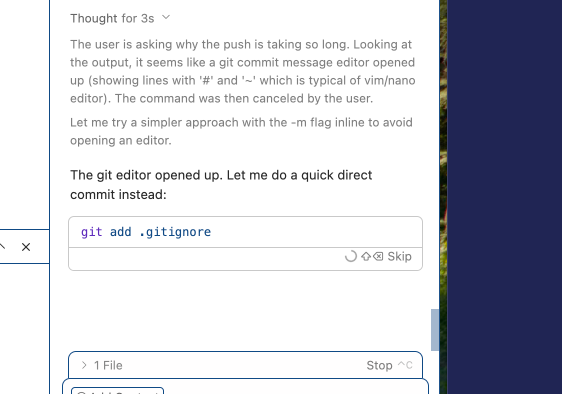 Thought for 3s
The user is asking why the push is taking so long. Looking at
the output, it seems like a git commit message editor opened
up (showing lines with '#' and '~' which is typical of vim/nano
editor). The command was then canceled by the user.
Let me try a simpler approach with the -m flag inline to avoid
opening an editor.
The git editor opened up. Let me do a quick direct
commit instead:
git add .gitignore
⇧⌫ Skip
1 File
Stop ^C